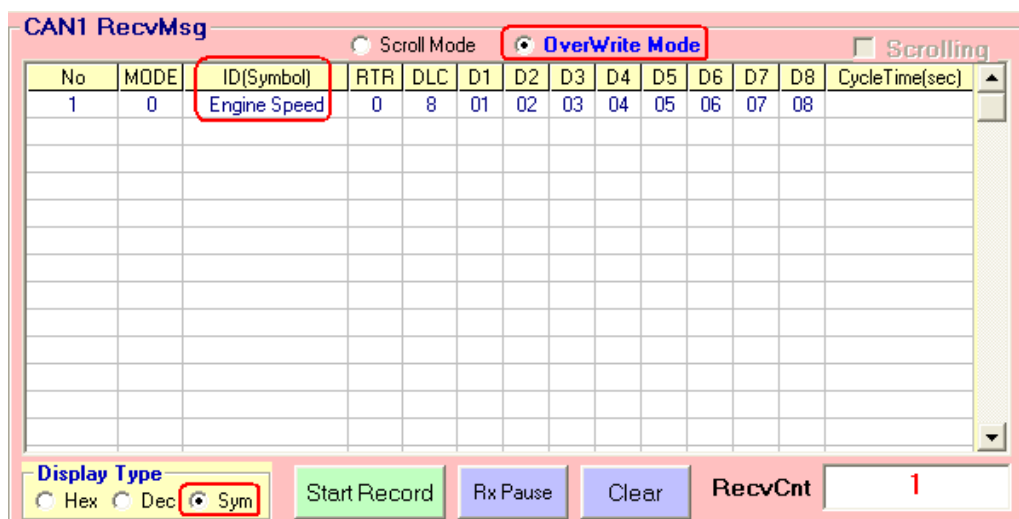 CAN1 RecvMsg
Scroll Mode OverWrite Mode Scrolling
No MODE ID(Symbol) RTR DLC D1 D2 D3 D4 D5 D6 D7 D8 CycleTime(sec)
1 0 Engine Speed 0 8 01 02 03 04 05 06 07 08
Display Type
Hex Dec Sym Start Record Rx Pause Clear RecvCnt 1